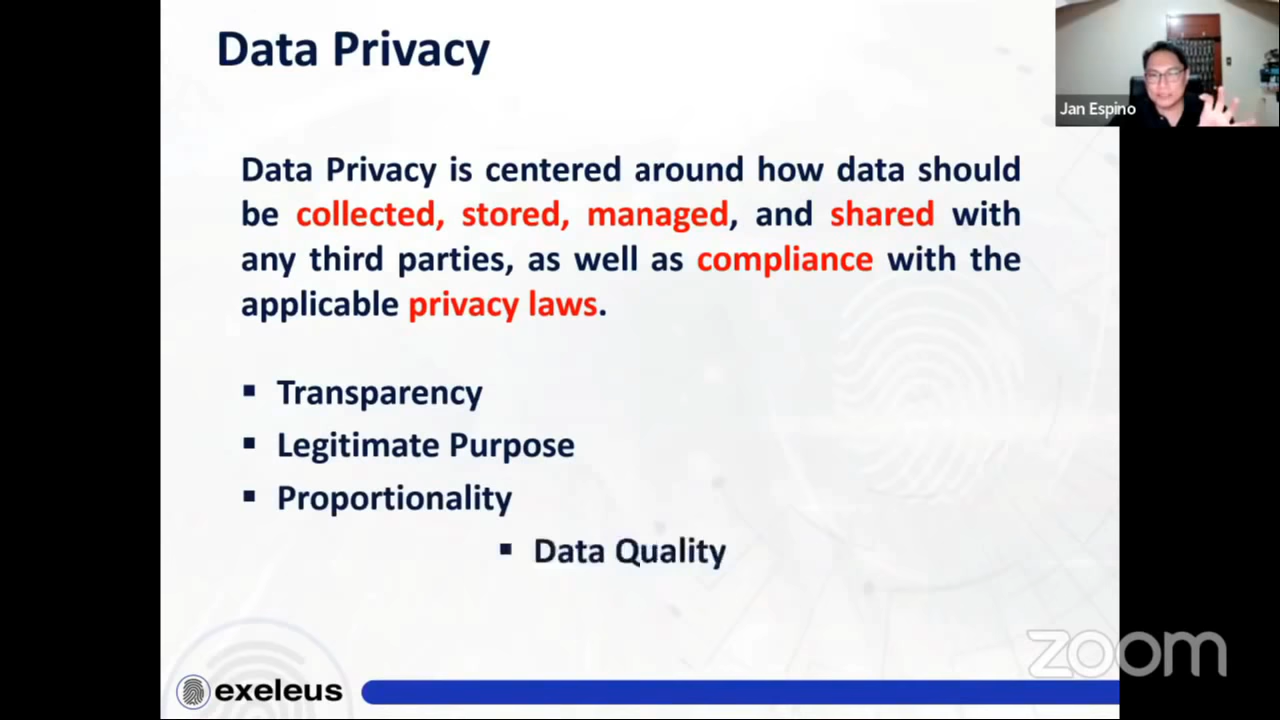 Data Privacy
Jan Espino
Data Privacy is centered around how data should
be collected, stored, managed, and shared with
any third parties, as well as compliance with the
applicable privacy laws.
▪ Transparency
▪ Legitimate Purpose
▪ Proportionality
▪ Data Quality
zoom
exeleus